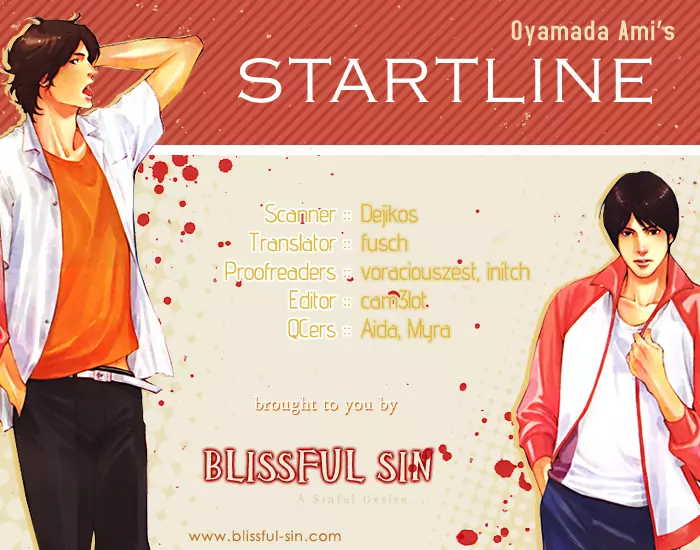 Oyamada Ami's
STARTLINE
Scanner :: Dejikos
Translator :: fusch
Proofreaders :: voraciouszest, initch
Editor :: cam3lot
QCers :: Aida, Myra
brought to you by
BLISSFUL SIN
A Sinful Desire...
www.blissful-sin.com